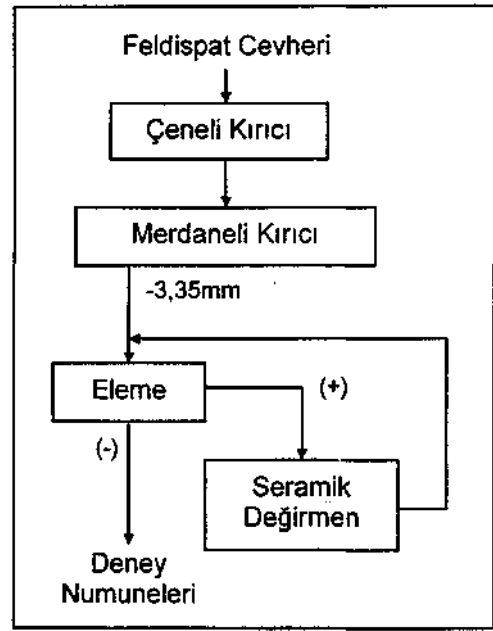 Feldispat Cevheri
Çeneli Kırıcı
Merdaneli Kırıcı
-3,35mm
Eleme
(+)
(-)
Seramik
Değirmen
Deney
Numuneleri